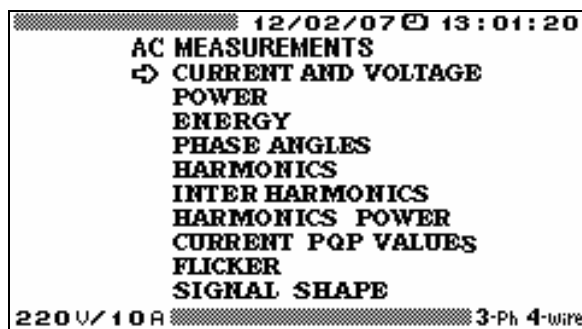 12/02/07 13:01:20
AC MEASUREMENTS
CURRENT AND VOLTAGE
POWER
ENERGY
PHASE ANGLES
HARMONICS
INTER HARMONICS
HARMONICS POWER
CURRENT PQP VALUES
FLICKER
SIGNAL SHAPE
220V/10A 3-Ph 4-wire